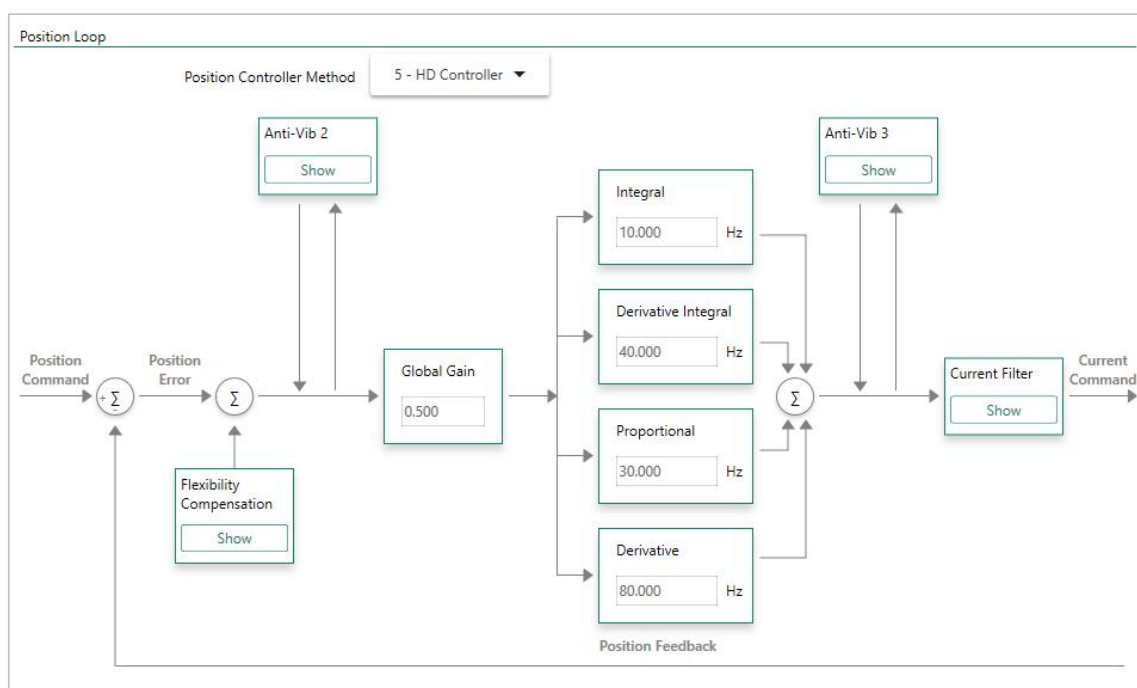 Position Loop
Position Controller Method
5 - HD Controller
Anti-Vib 2
Show
Anti-Vib 3
Show
Integral
10.000 Hz
Derivative Integral
40.000 Hz
Position
Command
Position
Error
+ Σ
-
Σ
Global Gain
0.500
Σ
Current Filter
Show
Current
Command
Proportional
30.000 Hz
Flexibility
Compensation
Show
Derivative
80.000 Hz
Position Feedback